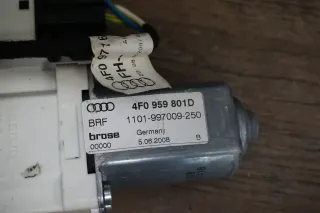 4F0 959 801D
BRF 1101-997009-250
brose Germany
00000 5.06.2008 B